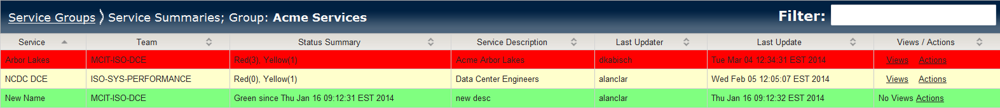 Service Groups Service Summaries; Group: Acme Services Filter:
Service Team Status Summary Service Description Last Updater Last Update Views / Actions
Arbor Lakes MCIT-ISO-DCE Red(3), Yellow(1) Acme Arbor Lakes dkabisch Tue Mar 04 12:34:31 EST 2014 Views Actions
NCDC DCE ISO-SYS-PERFORMANCE Red(0), Yellow(1) Data Center Engineers alanclar Wed Feb 05 12:05:07 EST 2014 Views Actions
New Name MCIT-ISO-DCE Green since Thu Jan 16 09:12:31 EST 2014 new desc alanclar Thu Jan 16 09:12:32 EST 2014 No Views Actions